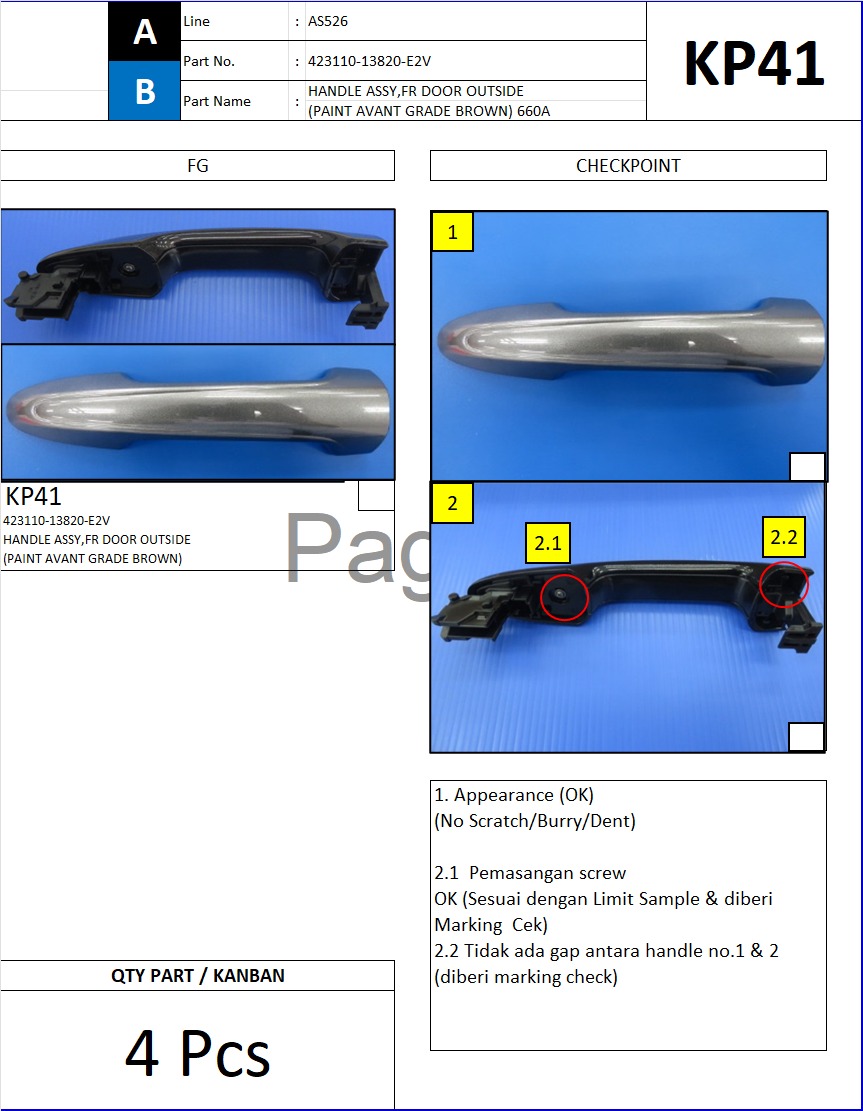 A
B
Line : AS526
Part No. : 423110-13820-E2V
Part Name : HANDLE ASSY,FR DOOR OUTSIDE
(PAINT AVANT GRADE BROWN) 660A
KP41
FG
CHECKPOINT
1
2
2.1
2.2
KP41
423110-13820-E2V
HANDLE ASSY,FR DOOR OUTSIDE
(PAINT AVANT GRADE BROWN)
Pag
1. Appearance (OK)
(No Scratch/Burry/Dent)
2.1 Pemasangan screw
OK (Sesuai dengan Limit Sample & diberi
Marking Cek)
2.2 Tidak ada gap antara handle no.1 & 2
(diberi marking check)
QTY PART / KANBAN
4 Pcs